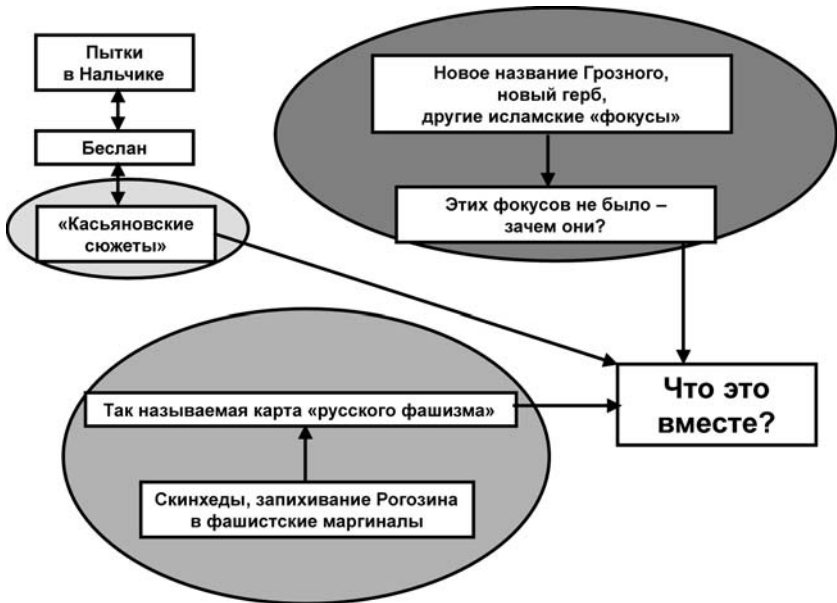 Пытки
в Нальчике
Беслан
«Касьяновские
сюжеты»
Новое название Грозного,
новый герб,
другие исламские «фокусы»
Этих фокусов не было –
зачем они?
Так называемая карта «русского фашизма»
Скинхеды, запихивание Рогозина
в фашистские маргиналы
Что это
вместе?